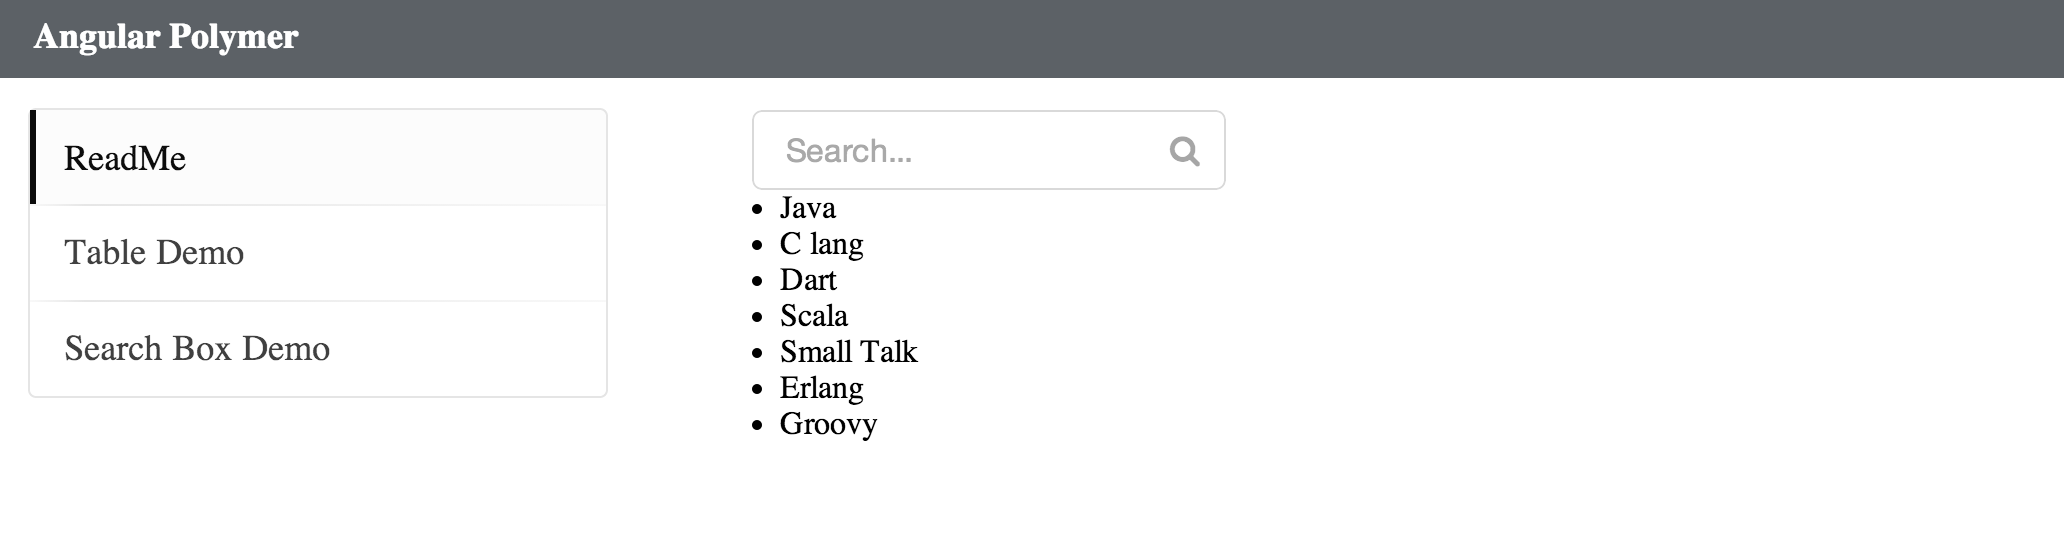 Angular Polymer
ReadMe
Table Demo
Search Box Demo
Search...
Java
C lang
Dart
Scala
Small Talk
Erlang
Groovy